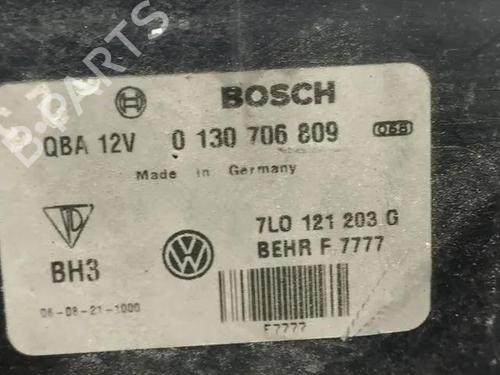 B-PARTS
BOSCH
QBA 12V 0 130 706 809
Made in Germany
7L0 121 203 G
BEHR F 7777
BH3
06-08-21-1000
F7777